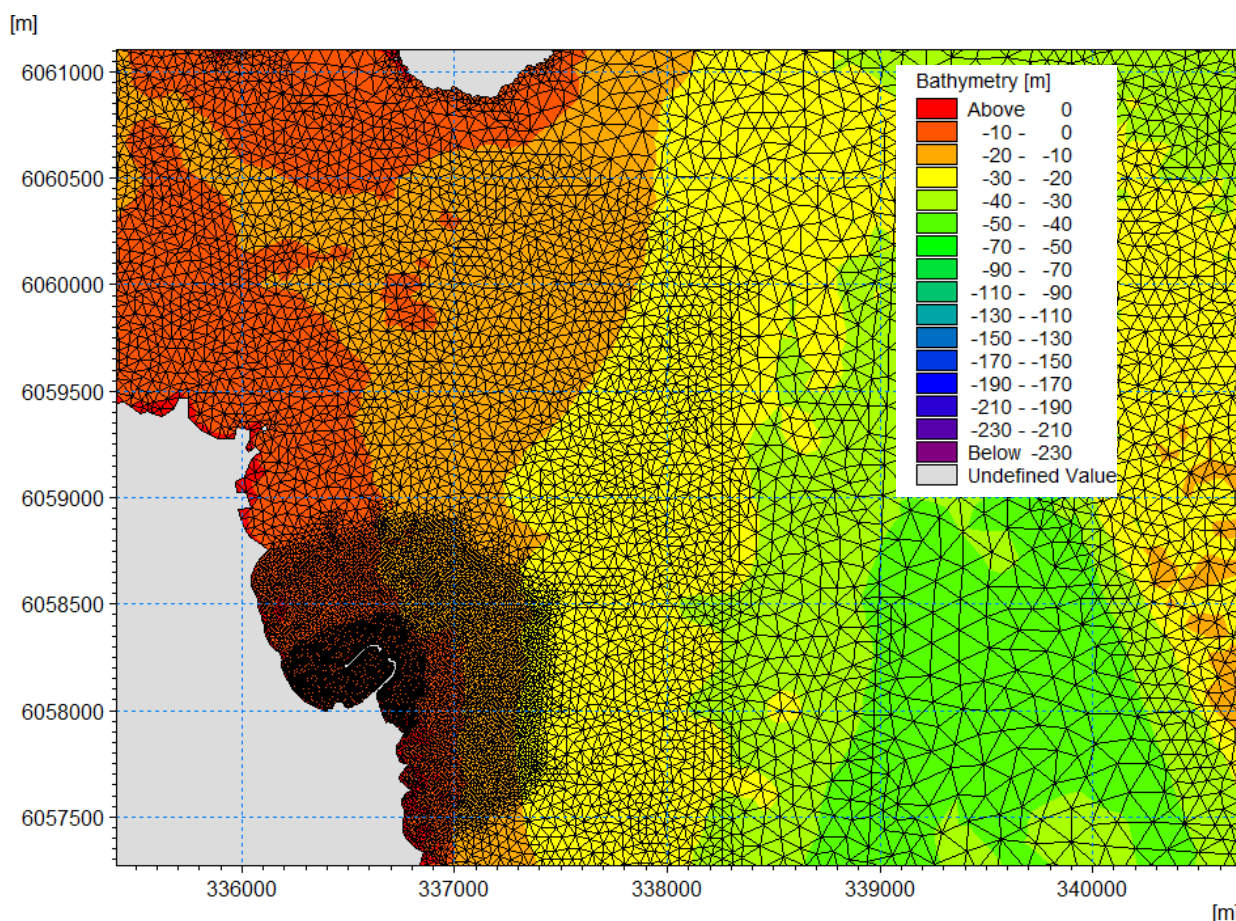 [m]
6061000
6060500
6060000
6059500
6059000
6058500
6058000
6057500
Bathymetry [m]
Above 0
-10 - 0
-20 - -10
-30 - -20
-40 - -30
-50 - -40
-70 - -50
-90 - -70
-110 - -90
-130 - -110
-150 - -130
-170 - -150
-190 - -170
-210 - -190
-230 - -210
Below -230
Undefined Value
336000 337000 338000 339000 340000
[m]